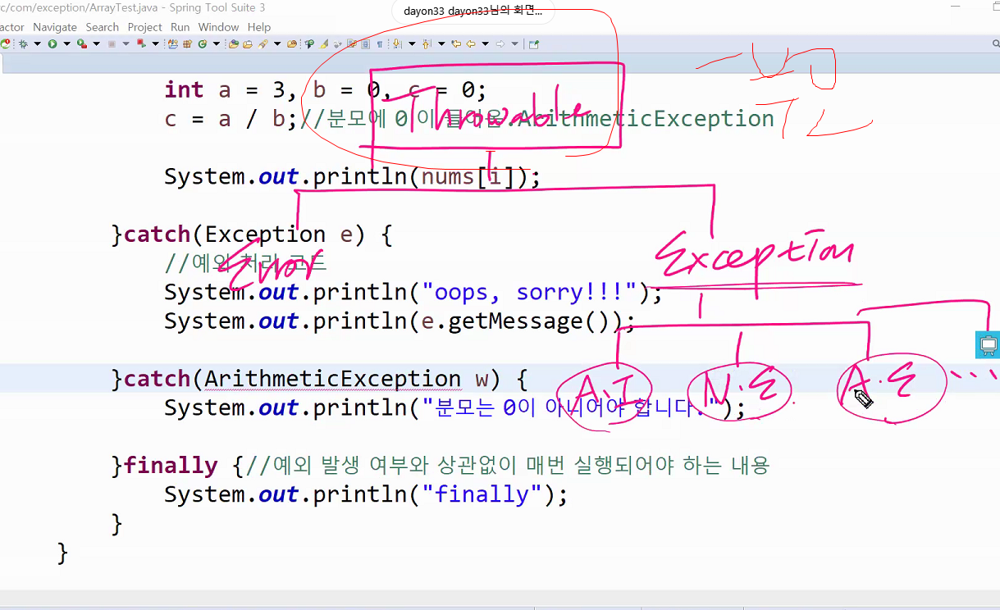 rc/com/exception/ArrayTest.java - Spring Tool Suite 3
dayon33 dayon33님의 화면...
actor Navigate Search Project Run Window Help
int a = 3, b = 0, c = 0;
c = a / b;//분모에 0이 들어옴.ArithmeticException
Throwable
System.out.println(nums[i]);
}catch(Exception e) {
//예외 처리 코드
Error
Exception
System.out.println("oops, sorry!!!");
System.out.println(e.getMessage());
}catch(ArithmeticException w) {
A.I N.E A.E ...
System.out.println("분모는 0이 아니어야 합니다.");
}finally {//예외 발생 여부와 상관없이 매번 실행되어야 하는 내용
System.out.println("finally");
}
}